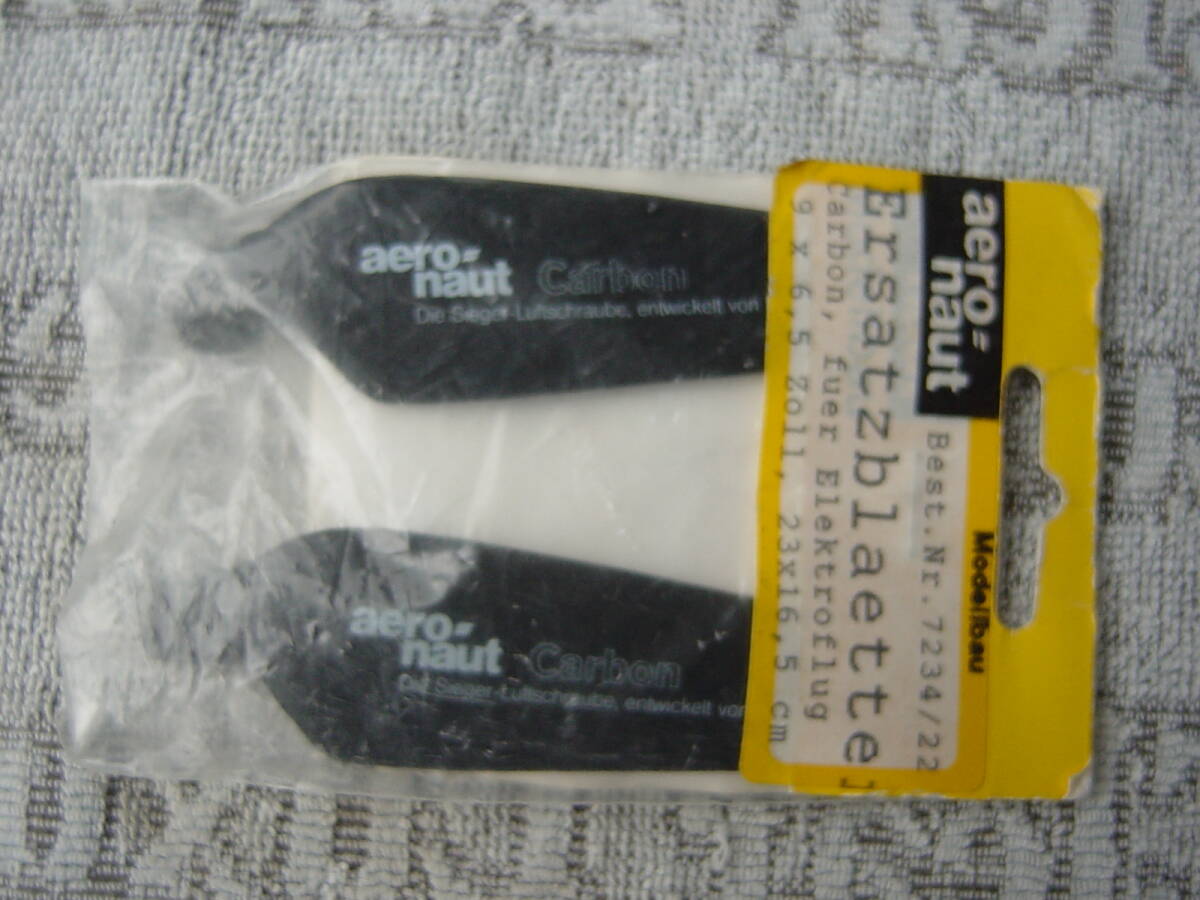 aero=
naut
Best.Nr.7234/22
Modellbau
Ersatzblaetter
Carbon, fuer Elektroflug
9 x 6,5 Zoll, 23x16,5 cm
aero=
naut Carbon
Die Sieger-Luftschraube, entwickelt von
aero=
naut Carbon
Die Sieger-Luftschraube, entwickelt von